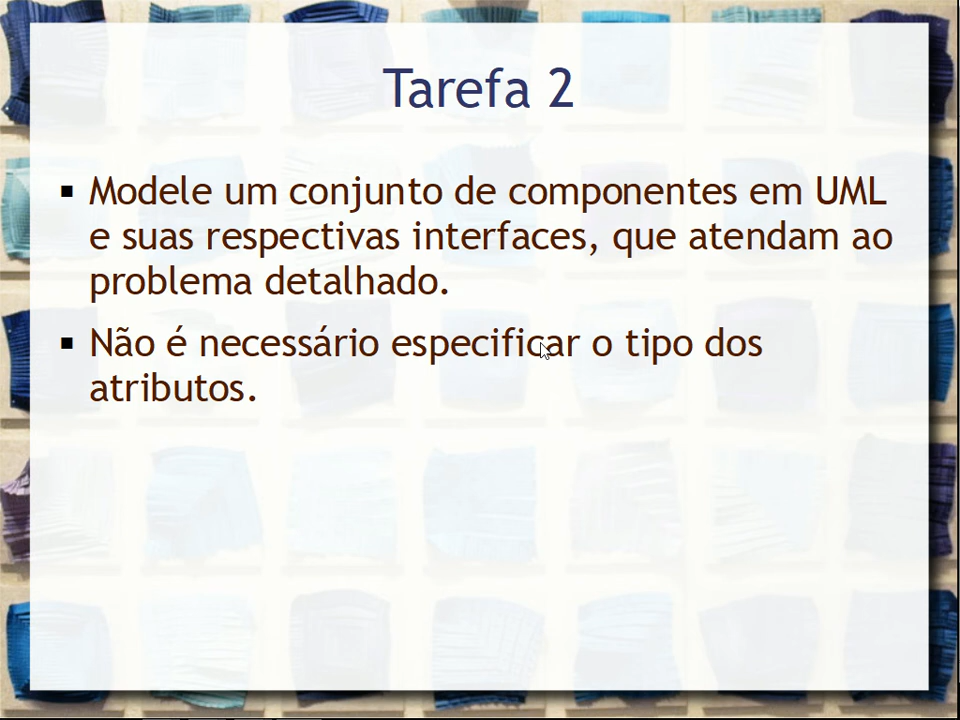 Tarefa 2
Modele um conjunto de componentes em UML
e suas respectivas interfaces, que atendam ao
problema detalhado.
Não é necessário especificar o tipo dos
atributos.